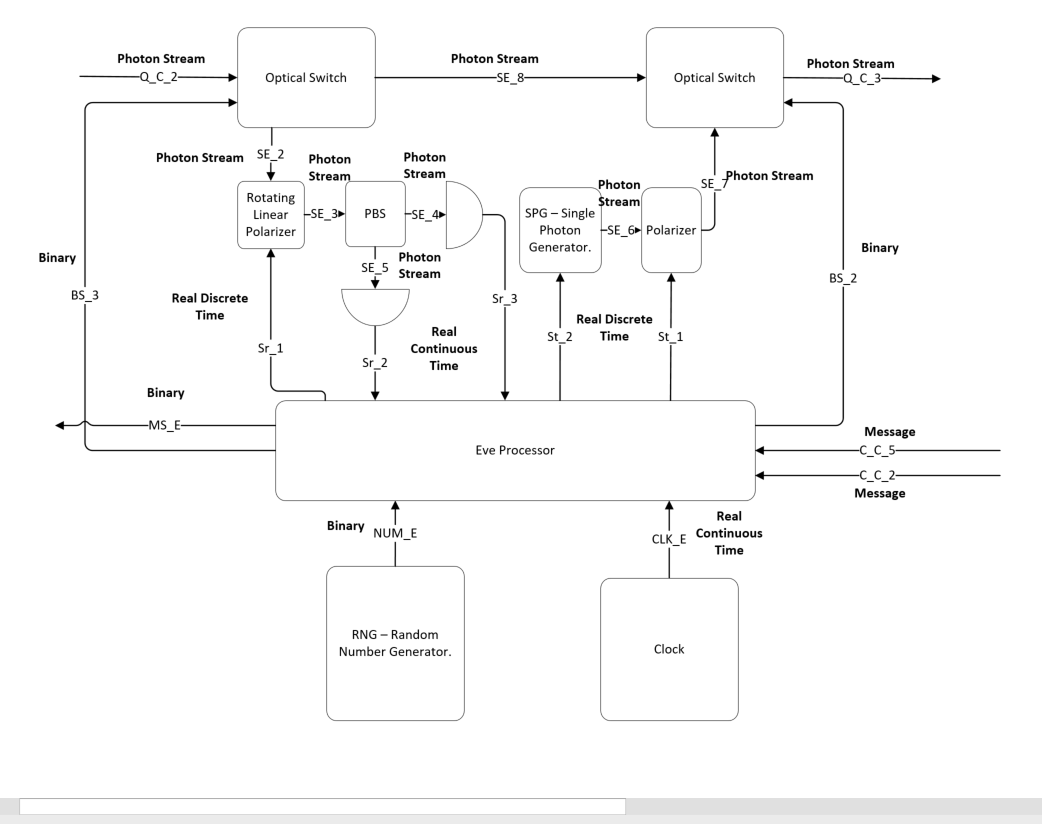 Photon Stream
Q_C_2
Optical Switch
Photon Stream
SE_8
Optical Switch
Photon Stream
Q_C_3
Photon Stream
SE_2
Photon
Stream
Photon
Stream
Rotating
Linear
Polarizer
SE_3
PBS
SE_4
SE_5
Photon
Stream
SPG – Single
Photon
Generator.
Photon
Stream
SE_6
Polarizer
SE_7
Photon Stream
Binary
BS_3
Binary
BS_2
Real Discrete
Time
Sr_1
Sr_2
Real
Continuous
Time
Sr_3
St_2
Real Discrete
Time
St_1
Binary
MS_E
Eve Processor
Message
C_C_5
C_C_2
Message
Binary
NUM_E
CLK_E
Real
Continuous
Time
RNG – Random
Number Generator.
Clock